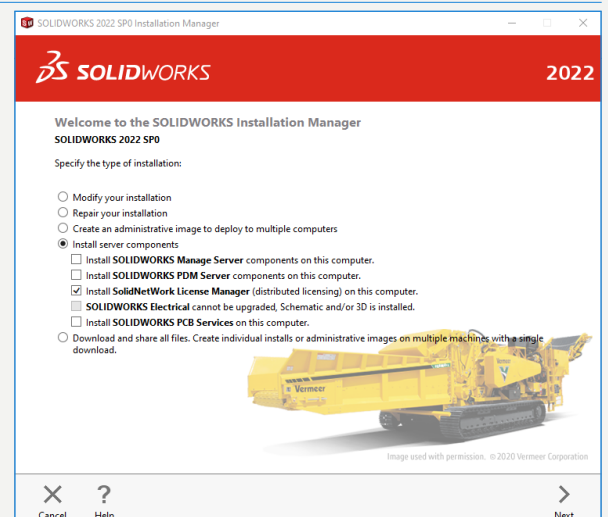 SOLIDWORKS 2022 SP0 Installation Manager
SOLIDWORKS
2022
Welcome to the SOLIDWORKS Installation Manager
SOLIDWORKS 2022 SP0
Specify the type of installation:
Modify your installation
Repair your installation
Create an administrative image to deploy to multiple computers
Install server components
Install SOLIDWORKS Manage Server components on this computer.
Install SOLIDWORKS PDM Server components on this computer.
Install SolidNetWork License Manager (distributed licensing) on this computer.
SOLIDWORKS Electrical cannot be upgraded, Schematic and/or 3D is installed.
Install SOLIDWORKS PCB Services on this computer.
Download and share all files. Create individual installs or administrative images on multiple machines with a single
download.
Vermeer
Vermeer
Image used with permission. © 2020 Vermeer Corporation
Cancel
Help
Next